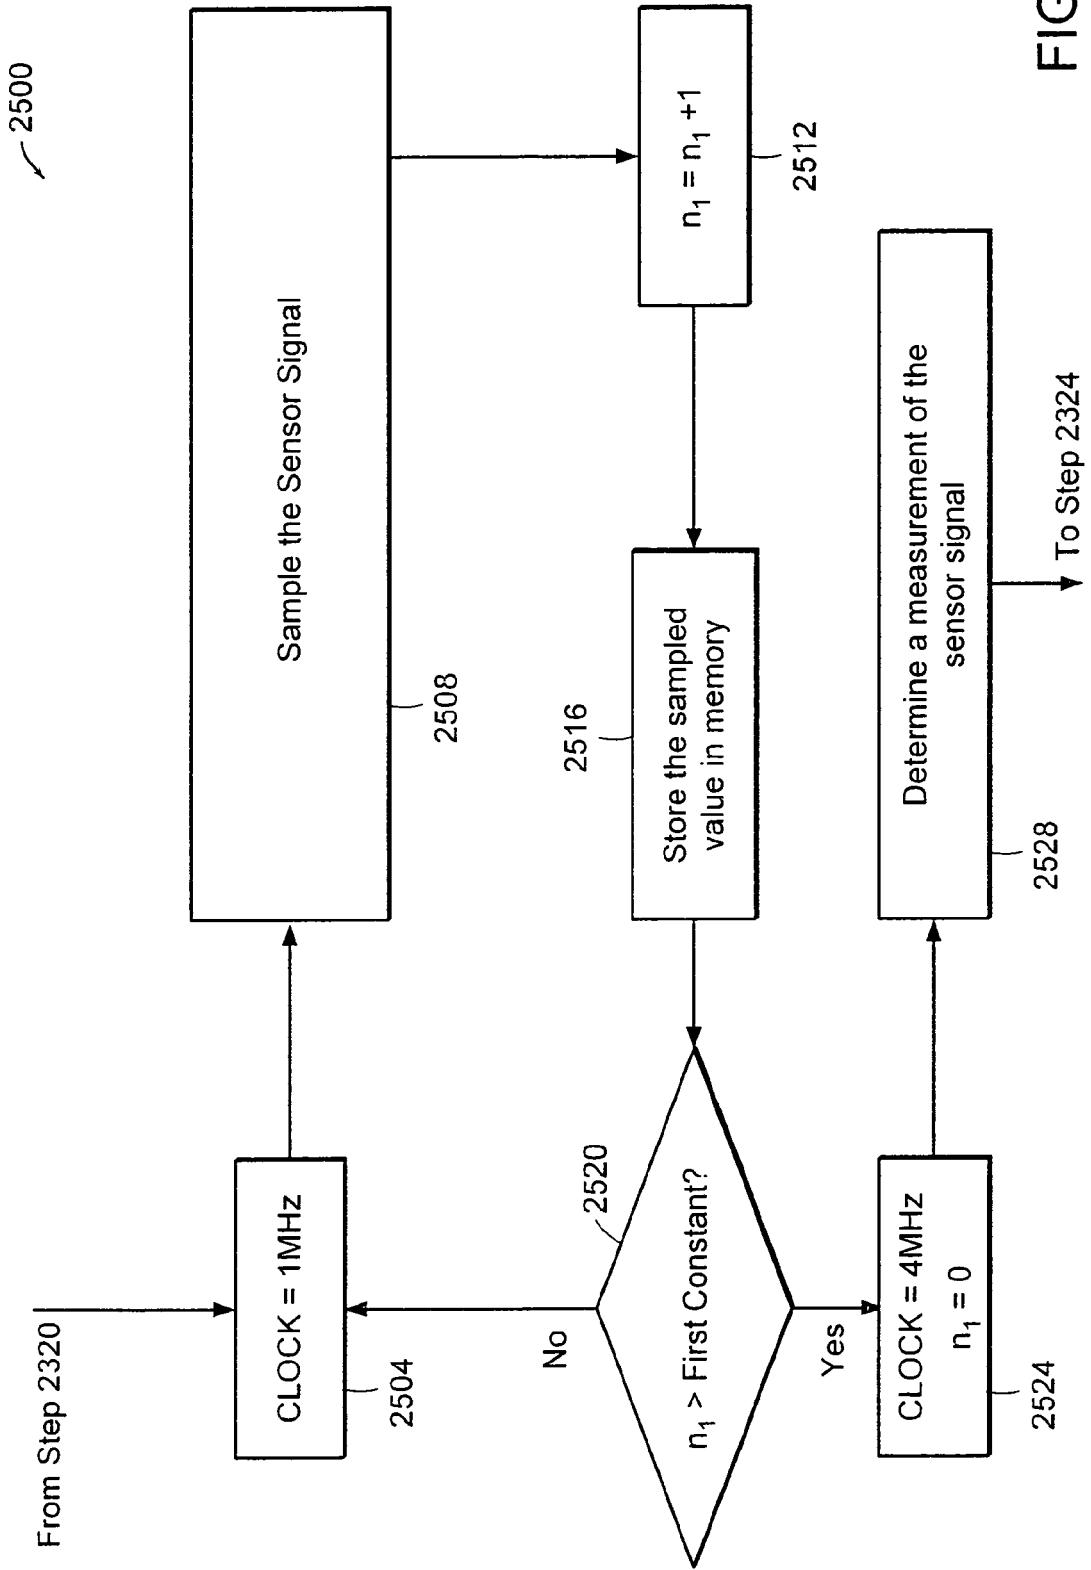 2500
From Step 2320
CLOCK = 1MHz
2504
Sample the Sensor Signal
2508
n1 = n1 +1
2512
Store the sampled
value in memory
2516
n1 > First Constant?
2520
No
Yes
CLOCK = 4MHz
n1 = 0
2524
Determine a measurement of the
sensor signal
2528
To Step 2324
FIG